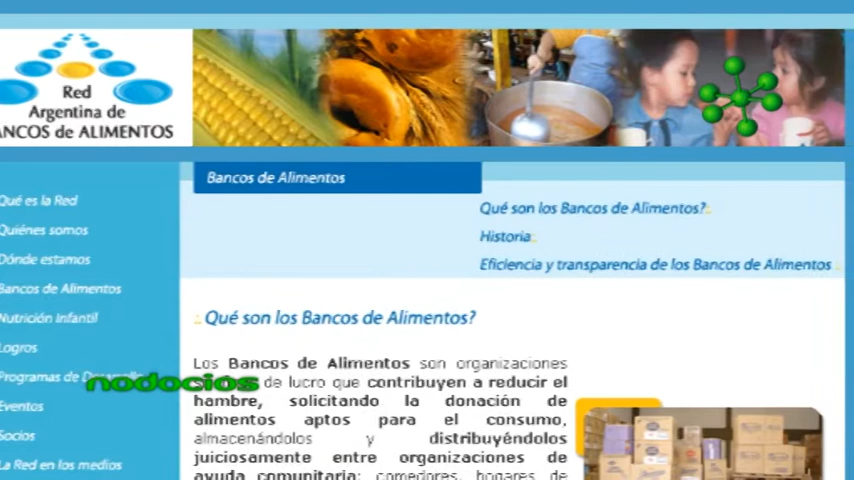 Red
Argentina de
ANCOS de ALIMENTOS
Qué es la Red
Quiénes somos
Dónde estamos
Bancos de Alimentos
Nutrición Infantil
Logros
Programas de
Eventos
Socios
La Red en los medios
nodocios
Bancos de Alimentos
Qué son los Bancos de Alimentos?
Historia
Eficiencia y transparencia de los Bancos de Alimentos
Qué son los Bancos de Alimentos?
Los Bancos de Alimentos son organizaciones
de lucro que contribuyen a reducir el
hambre, solicitando la donación de
alimentos aptos para el consumo,
almacenándolos y distribuyéndolos
juiciosamente entre organizaciones de
ayuda comunitaria: comedores, hogares de